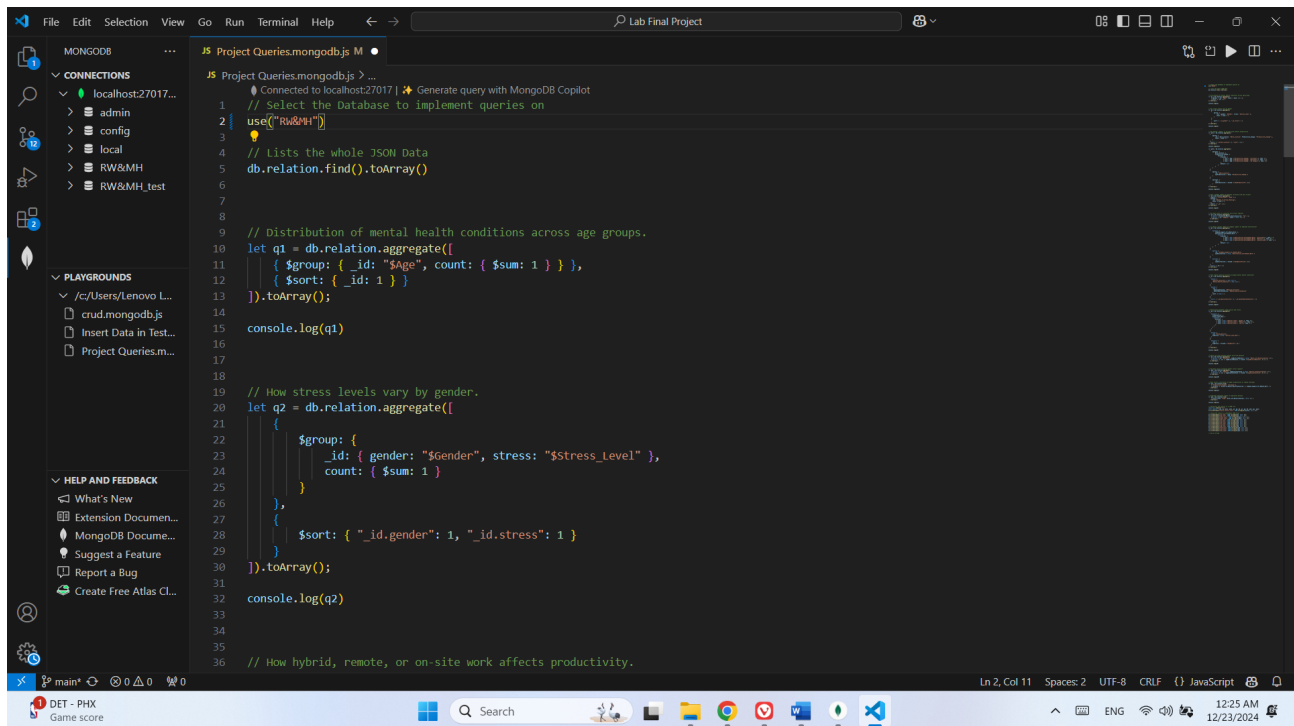 File Edit Selection View Go Run Terminal Help
Lab Final Project
MONGODB
CONNECTIONS
localhost:27017...
admin
config
local
RW&MH
RW&MH_test
PLAYGROUNDS
/c:/Users/Lenovo L...
crud.mongodb.js
Insert Data in Test...
Project Queries.m...
HELP AND FEEDBACK
What's New
Extension Documen...
MongoDB Docume...
Suggest a Feature
Report a Bug
Create Free Atlas Cl...
JS Project Queries.mongodb.js M
JS Project Queries.mongodb.js > ...
Connected to localhost:27017 | Generate query with MongoDB Copilot
1 // Select the Database to implement queries on
2 use("RW&MH")
3
4 // Lists the whole JSON Data
5 db.relation.find().toArray()
6
7
8
9 // Distribution of mental health conditions across age groups.
10 let q1 = db.relation.aggregate([
11 { $group: { _id: "$Age", count: { $sum: 1 } } },
12 { $sort: { _id: 1 } }
13 ]).toArray();
14
15 console.log(q1)
16
17
18
19 // How stress levels vary by gender.
20 let q2 = db.relation.aggregate([
21 {
22 $group: {
23 _id: { gender: "$Gender", stress: "$Stress_Level" },
24 count: { $sum: 1 }
25 }
26 },
27 {
28 $sort: { "_id.gender": 1, "_id.stress": 1 }
29 }
30 ]).toArray();
31
32 console.log(q2)
33
34
35
36 // How hybrid, remote, or on-site work affects productivity.
main* 0 0 0
Ln 2, Col 11 Spaces: 2 UTF-8 CRLF {} JavaScript
1 DET - PHX
Game score
Search
ENG
12:25 AM
12/23/2024
1
12
2